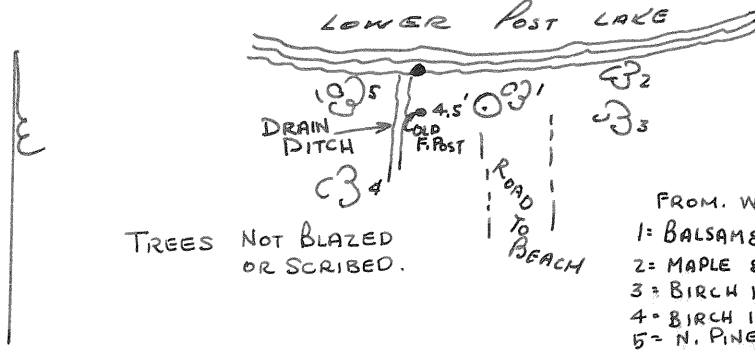 LOWER POST LAKE
5
1
2
3
4.5'
DRAIN DITCH
OLD F. POST
4
ROAD TO BEACH
TREES NOT BLAZED
OR SCRIBED.
FROM. W
1= BALSAM
2= MAPLE
3= BIRCH
4= BIRCH
5= N. PINE